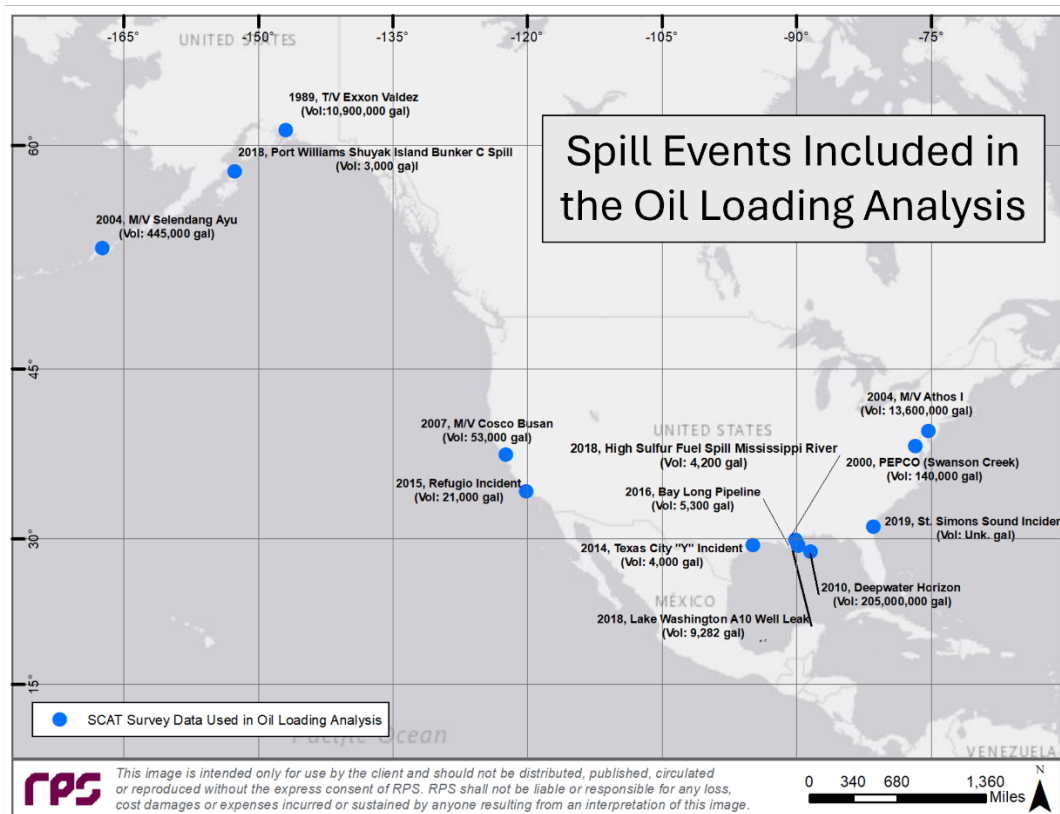 -165° -150° -135° -120° -105° -90° -75°
UNITED STATES
1989, T/V Exxon Valdez
(Vol:10,900,000 gal)
60°
2018, Port Williams Shuyak Island Bunker C Spill
(Vol: 3,000 ga)l
2004, M/V Selendang Ayu
(Vol: 445,000 gal)
Spill Events Included in
the Oil Loading Analysis
45°
2004, M/V Athos I
(Vol: 13,600,000 gal)
2007, M/V Cosco Busan
(Vol: 53,000 gal)
UNITED STATES
2018, High Sulfur Fuel Spill Mississippi River
(Vol: 4,200 gal)
2000, PEPCO (Swanson Creek)
(Vol: 140,000 gal)
2015, Refugio Incident
(Vol: 21,000 gal)
2016, Bay Long Pipeline
(Vol: 5,300 gal)
2019, St. Simons Sound Inciden
(Vol: Unk. gal)
30°
2014, Texas City "Y" Incident
(Vol: 4,000 gal)
2010, Deepwater Horizon
(Vol: 205,000,000 gal)
MÉXICO
2018, Lake Washington A10 Well Leak
(Vol: 9,282 gal)
15°
SCAT Survey Data Used in Oil Loading Analysis
Pacific Ocean
VENEZUELA
rps
This image is intended only for use by the client and should not be distributed, published, circulated
or reproduced without the express consent of RPS. RPS shall not be liable or responsible for any loss,
cost damages or expenses incurred or sustained by anyone resulting from an interpretation of this image.
0 340 680 1,360
Miles
N